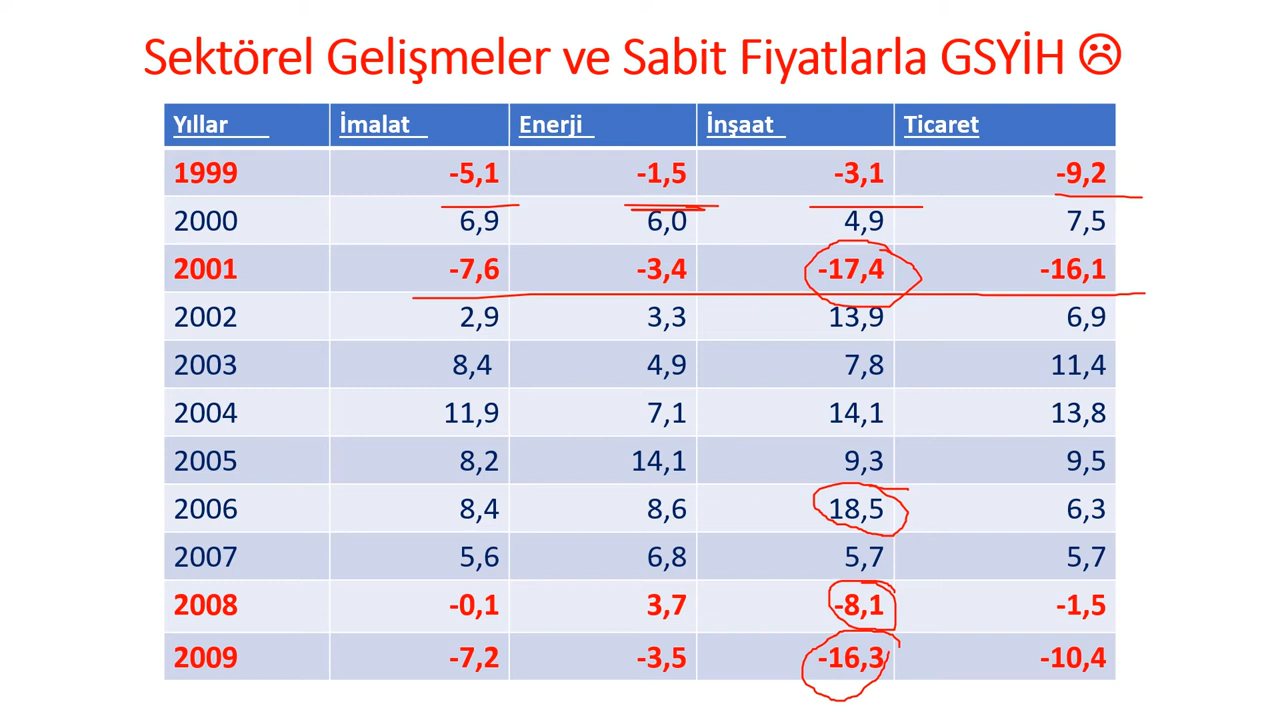 Sektörel Gelişmeler ve Sabit Fiyatlarla GSYİH ☹
Yıllar İmalat Enerji İnşaat Ticaret
1999 -5,1 -1,5 -3,1 -9,2
2000 6,9 6,0 4,9 7,5
2001 -7,6 -3,4 -17,4 -16,1
2002 2,9 3,3 13,9 6,9
2003 8,4 4,9 7,8 11,4
2004 11,9 7,1 14,1 13,8
2005 8,2 14,1 9,3 9,5
2006 8,4 8,6 18,5 6,3
2007 5,6 6,8 5,7 5,7
2008 -0,1 3,7 -8,1 -1,5
2009 -7,2 -3,5 -16,3 -10,4